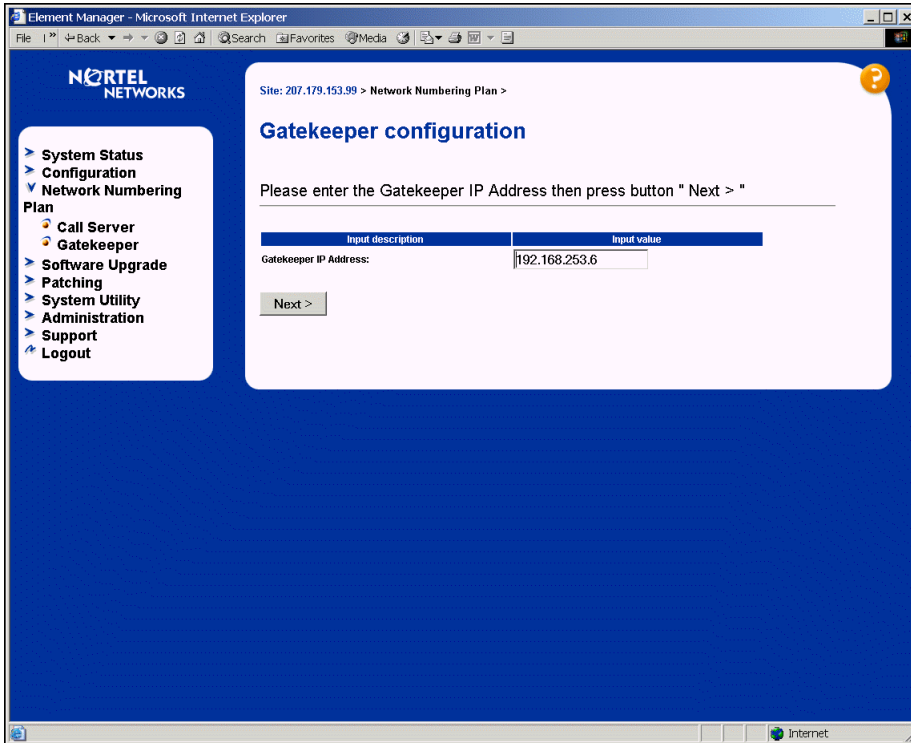 Element Manager - Microsoft Internet Explorer
File I » Back Search Favorites Media
NORTEL
NETWORKS
Site: 207.179.153.99 > Network Numbering Plan >
Gatekeeper configuration
Please enter the Gatekeeper IP Address then press button " Next > "
Input description Input value
Gatekeeper IP Address: 192.168.253.6
Next >
System Status
Configuration
Network Numbering
Plan
Call Server
Gatekeeper
Software Upgrade
Patching
System Utility
Administration
Support
Logout
Internet